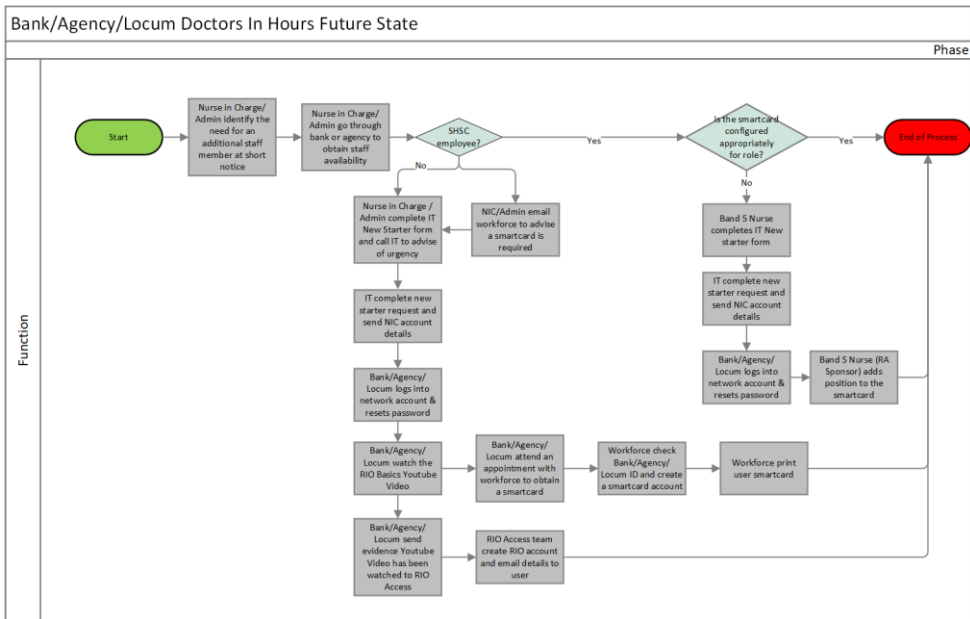 Bank/Agency/Locum Doctors In Hours Future State
Phase
Function
Start
Nurse in Charge/
Admin identify the
need for an
additional staff
member at short
notice
Nurse in Charge/
Admin go through
bank or agency to
obtain staff
availability
SHSC
employee?
Yes
Is the smartcard
configured
appropriately
for role?
Yes
End of Process
No
No
Nurse in Charge /
Admin complete IT
New Starter form
and call IT to advise
of urgency
NIC/Admin email
workforce to advise
a smartcard is
required
Band 5 Nurse
completes IT New
starter form
IT complete new
starter request and
send NIC account
details
IT complete new
starter request and
send NIC account
details
Bank/Agency/
Locum logs into
network account &
resets password
Bank/Agency/
Locum logs into
network account &
resets password
Band 5 Nurse (RA
Sponsor) adds
position to the
smartcard
Bank/Agency/
Locum watch the
RIO Basics Youtube
Video
Bank/Agency/
Locum attend an
appointment with
workforce to obtain
a smartcard
Workforce check
Bank/Agency/
Locum ID and create
a smartcard account
Workforce print
user smartcard
Bank/Agency/
Locum send
evidence Youtube
Video has been
watched to RIO
Access
RIO Access team
create RIO account
and email details to
user